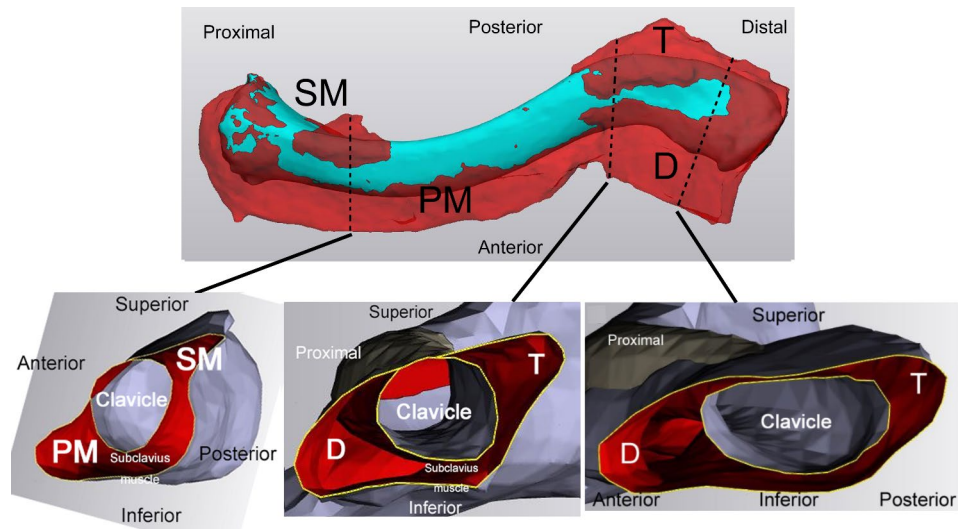 Proximal
Posterior
Distal
T
SM
D
PM
Anterior
Superior
Anterior
SM
Clavicle
PM
Subclavius
muscle
Posterior
Inferior
Superior
Proximal
T
Clavicle
D
Subclavius
muscle
Inferior
Superior
Proximal
T
Clavicle
D
Anterior
Inferior
Posterior